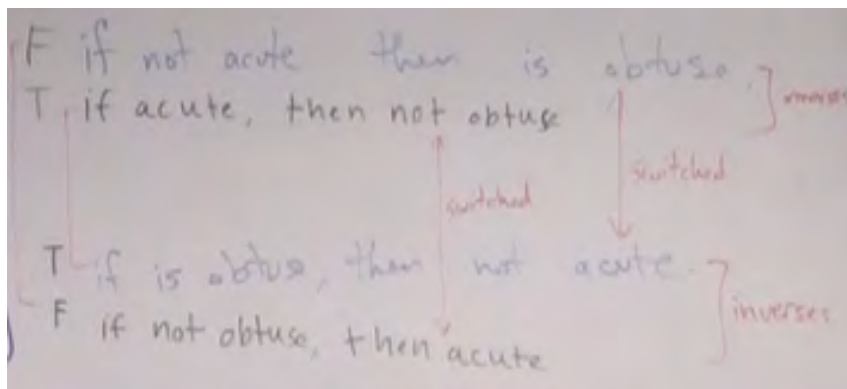 F if not acute then is obtuse
T if acute, then not obtuse
inverses
switched
switched
T if is obtuse, then not acute.
F if not obtuse, then acute
inverses